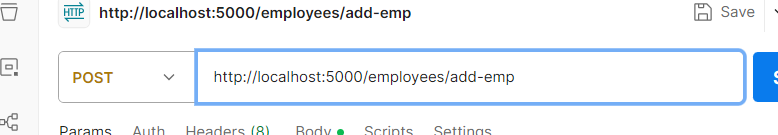 HTTP http://localhost:5000/employees/add-emp Save
POST http://localhost:5000/employees/add-emp
Params Auth Headers (8) Body Scripts Settings